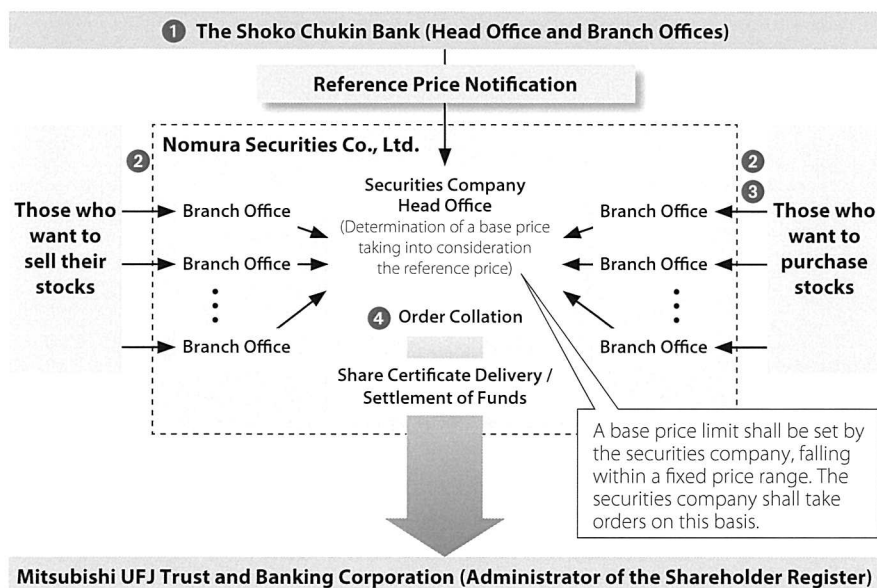 1 The Shoko Chukin Bank (Head Office and Branch Offices)
Reference Price Notification
2 Nomura Securities Co., Ltd.
2
3
Those who
want to
sell their
stocks
Branch Office
Branch Office
Branch Office
Securities Company
Head Office
(Determination of a base price
taking into consideration
the reference price)
4 Order Collation
Share Certificate Delivery /
Settlement of Funds
Branch Office
Branch Office
Branch Office
Those who
want to
purchase
stocks
A base price limit shall be set by
the securities company, falling
within a fixed price range. The
securities company shall take
orders on this basis.
Mitsubishi UFJ Trust and Banking Corporation (Administrator of the Shareholder Register)